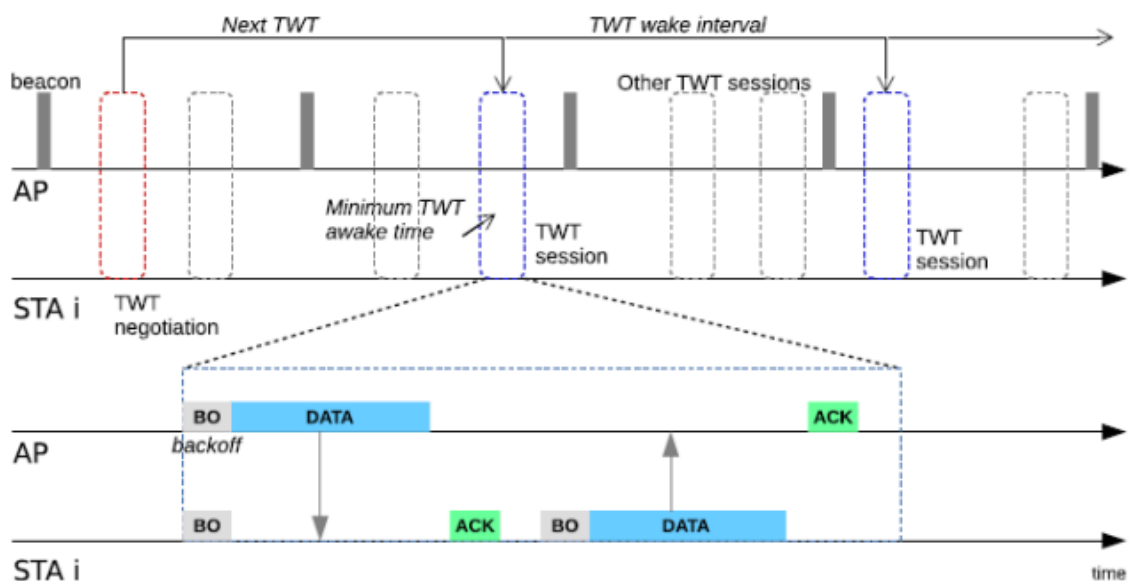 Next TWT
TWT wake interval
beacon
Other TWT sessions
AP
Minimum TWT
awake time
TWT
session
TWT
session
STA i
TWT
negotiation
BO
DATA
ACK
backoff
AP
BO
ACK
BO
DATA
STA i
time